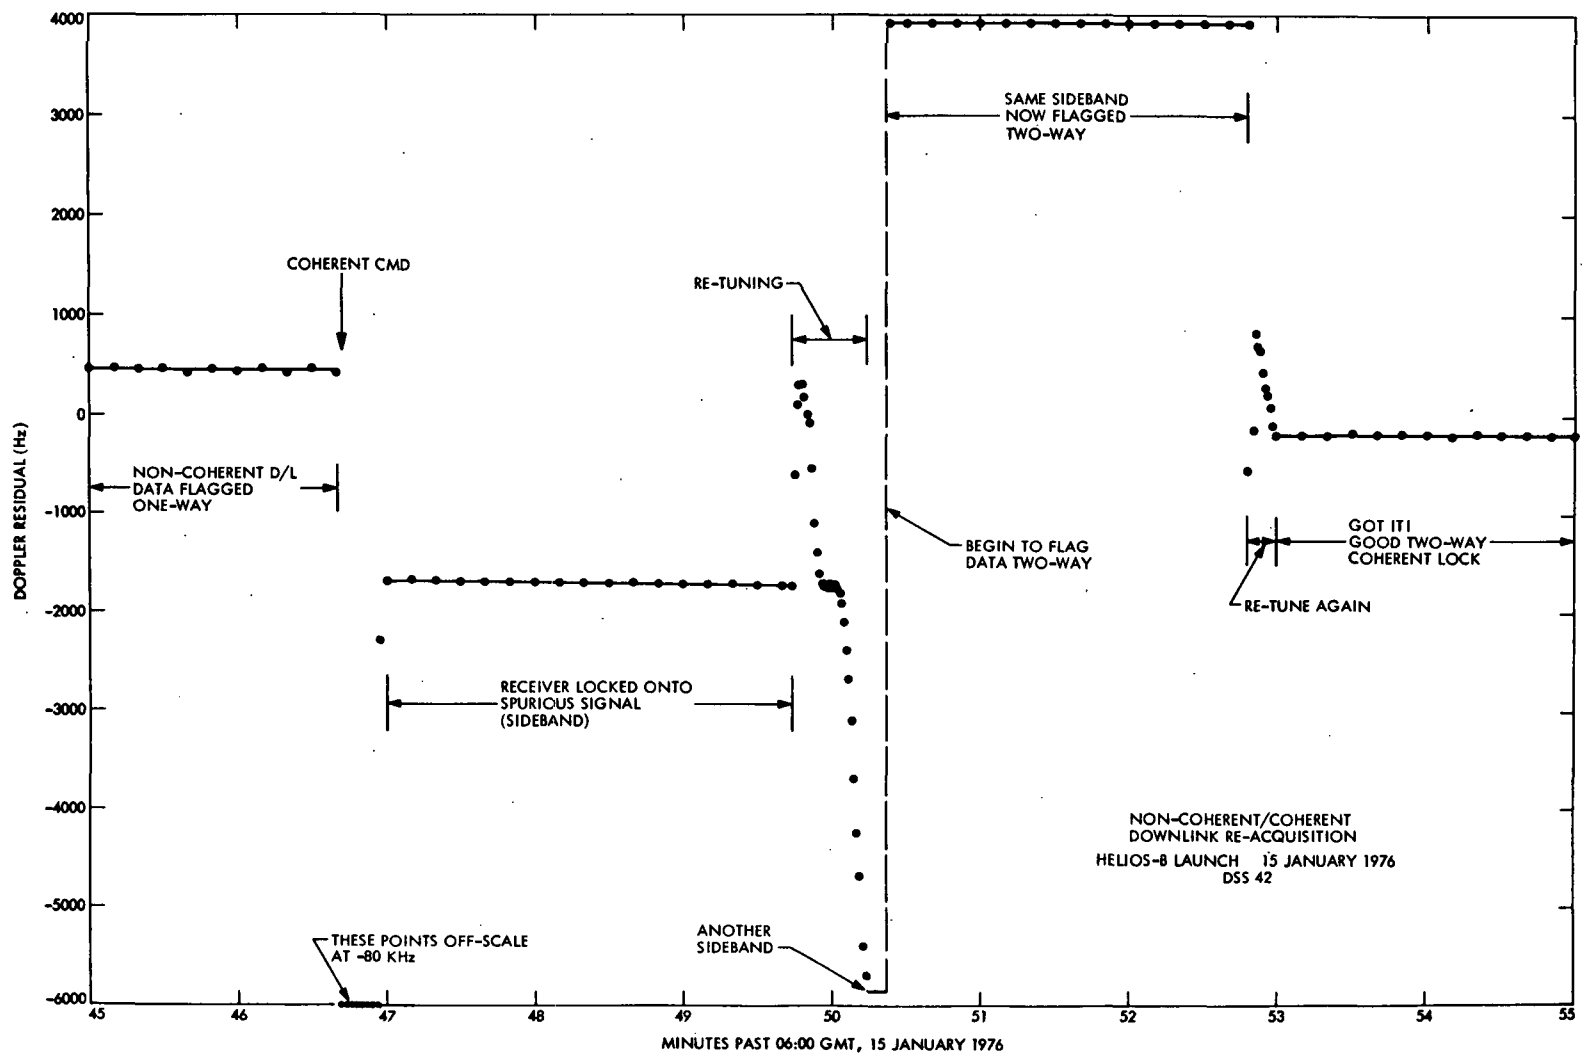 4000
3000
2000
1000
0
-1000
-2000
-3000
-4000
-5000
-6000
DOPPLER RESIDUAL (Hz)
COHERENT CMD
NON-COHERENT D/L
DATA FLAGGED
ONE-WAY
THESE POINTS OFF-SCALE
AT -80 KHz
RECEIVER LOCKED ONTO
SPURIOUS SIGNAL
(SIDEBAND)
RE-TUNING
ANOTHER
SIDEBAND
SAME SIDEBAND
NOW FLAGGED
TWO-WAY
BEGIN TO FLAG
DATA TWO-WAY
GOT IT!
GOOD TWO-WAY
COHERENT LOCK
RE-TUNE AGAIN
NON-COHERENT/COHERENT
DOWNLINK RE-ACQUISITION
HELIOS-B LAUNCH 15 JANUARY 1976
DSS 42
45 46 47 48 49 50 51 52 53 54 55
MINUTES PAST 06:00 GMT, 15 JANUARY 1976